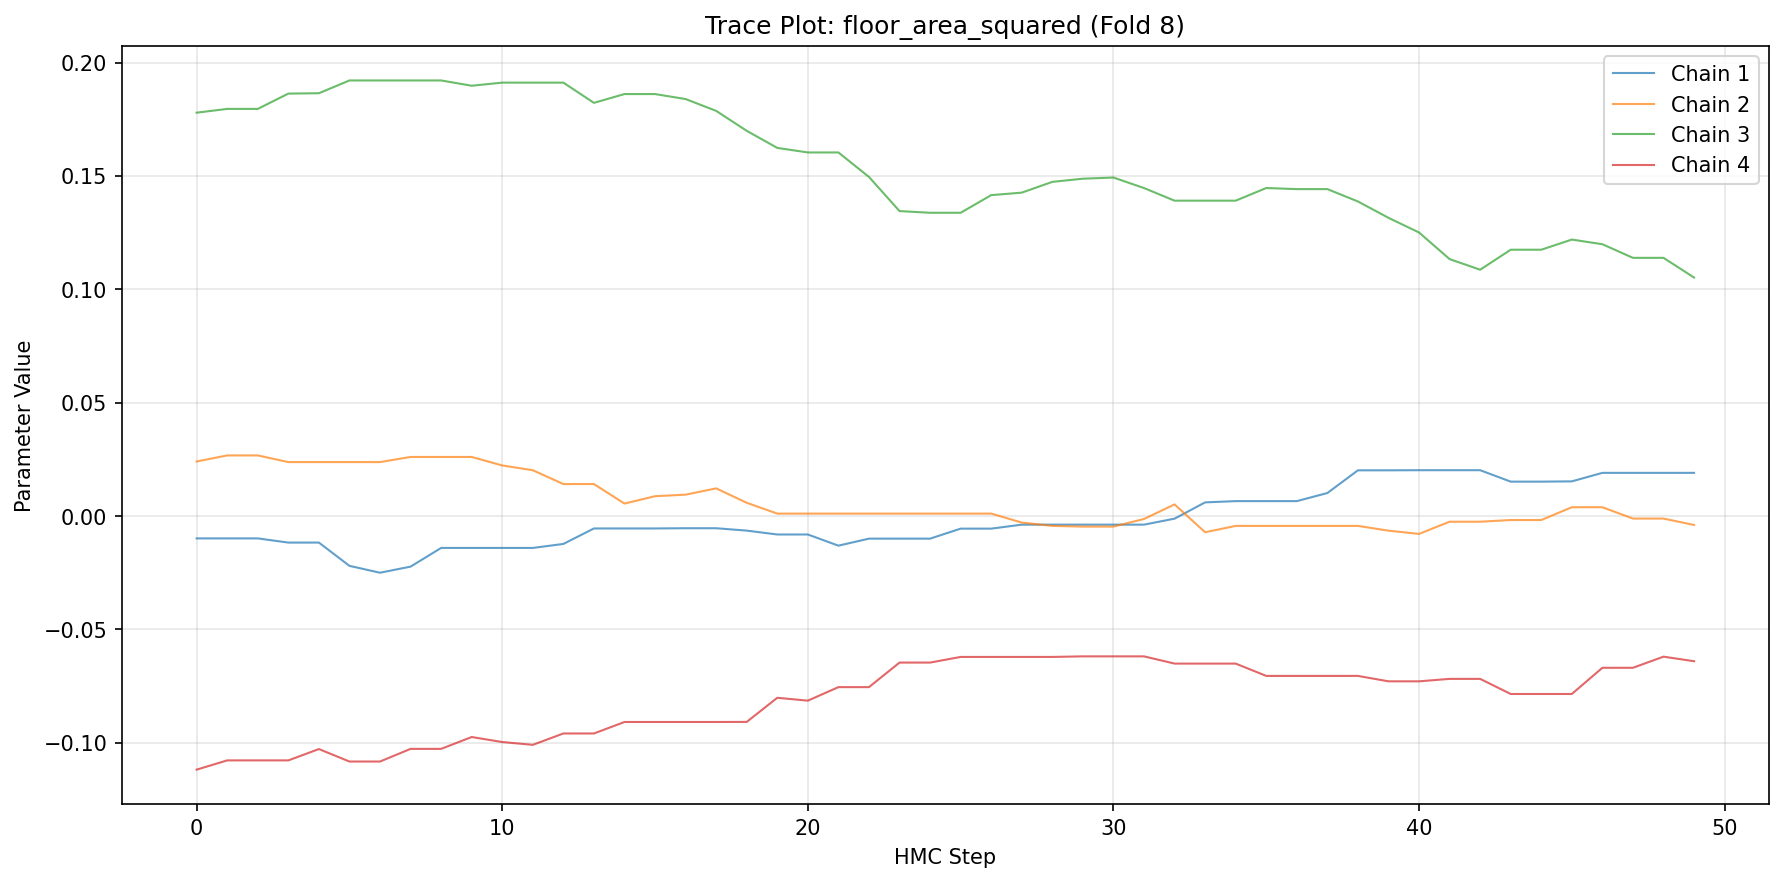 Trace Plot: floor_area_squared (Fold 8)
Chain 1
Chain 2
Chain 3
Chain 4
0.20
0.15
0.10
0.05
0.00
−0.05
−0.10
Parameter Value
0
10
20
30
40
50
HMC Step